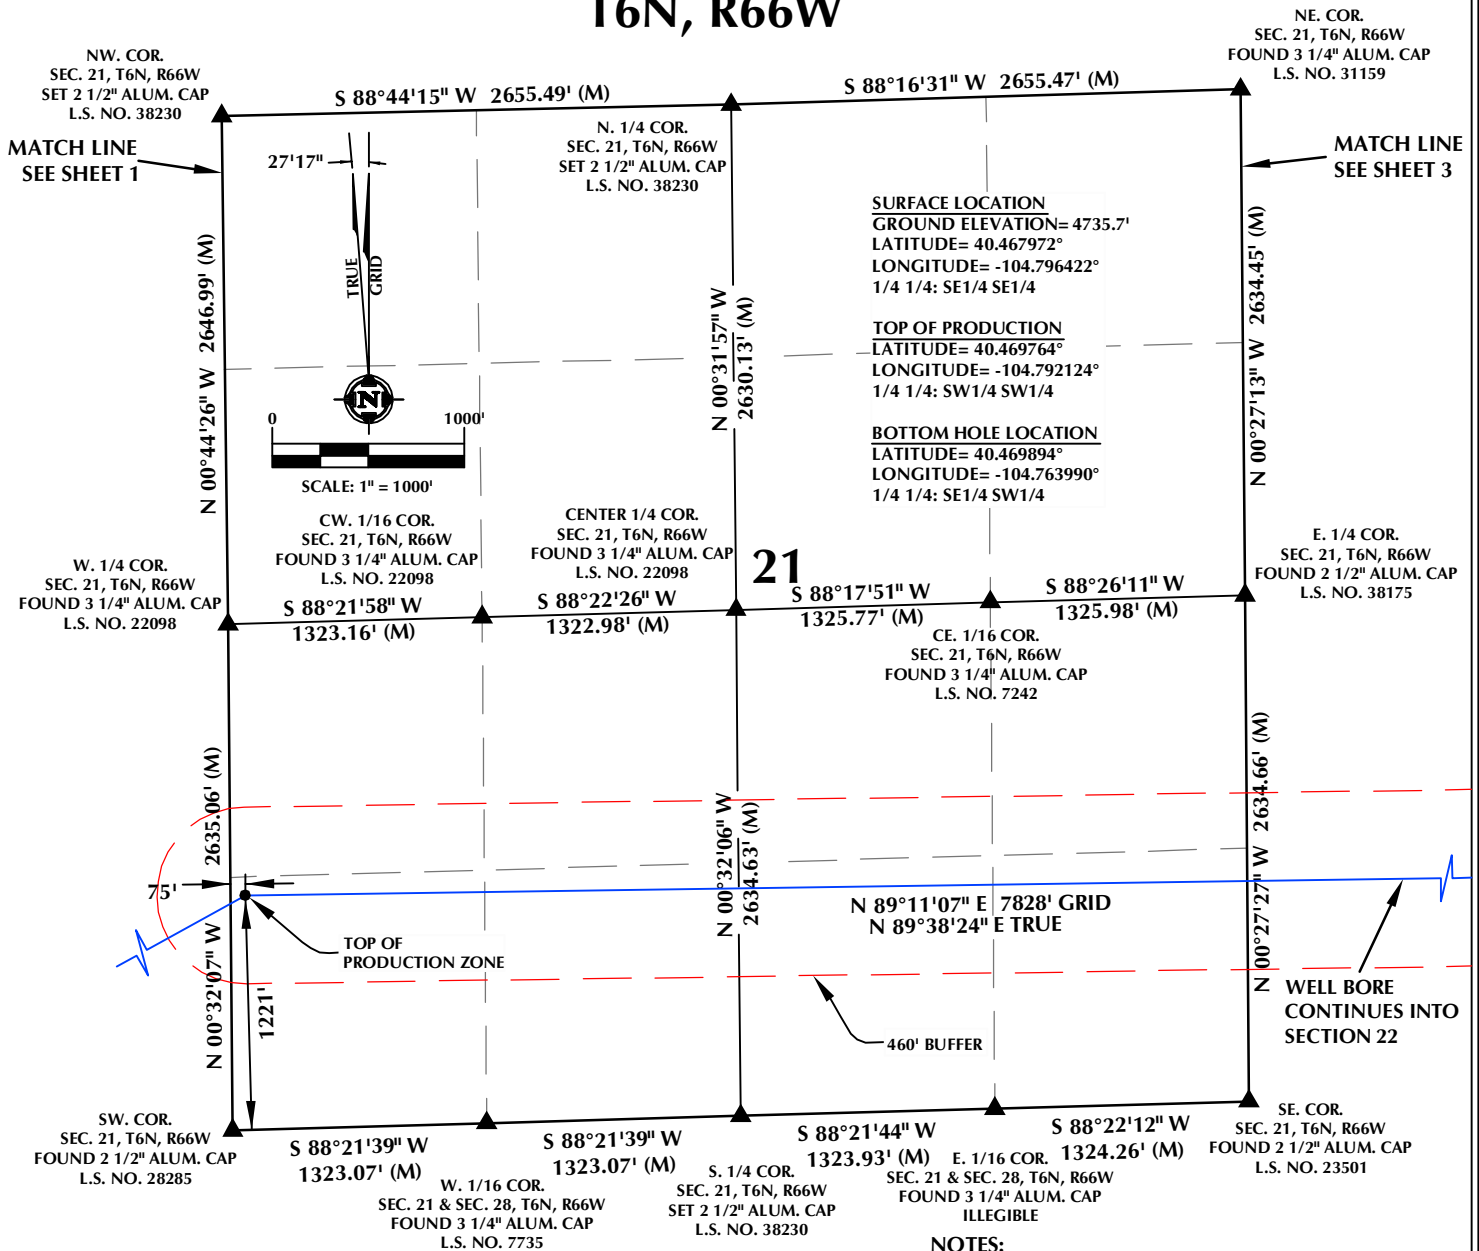 T6N, R66W
NW. COR.
SEC. 21, T6N, R66W
SET 2 1/2" ALUM. CAP
L.S. NO. 38230
NE. COR.
SEC. 21, T6N, R66W
FOUND 3 1/4" ALUM. CAP
L.S. NO. 31159
S 88°44'15" W 2655.49' (M)
S 88°16'31" W 2655.47' (M)
MATCH LINE
SEE SHEET 1
27'17"
N. 1/4 COR.
SEC. 21, T6N, R66W
SET 2 1/2" ALUM. CAP
L.S. NO. 38230
MATCH LINE
SEE SHEET 3
SURFACE LOCATION
GROUND ELEVATION= 4735.7'
LATITUDE= 40.467972°
LONGITUDE= -104.796422°
1/4 1/4: SE1/4 SE1/4
TOP OF PRODUCTION
LATITUDE= 40.469764°
LONGITUDE= -104.792124°
1/4 1/4: SW1/4 SW1/4
BOTTOM HOLE LOCATION
LATITUDE= 40.469894°
LONGITUDE= -104.763990°
1/4 1/4: SE1/4 SW1/4
TRUE
GRID
N 00°44'26" W 2646.99' (M)
N 00°31'57" W
2630.13' (M)
N 00°27'13" W 2634.45' (M)
N
0 1000'
SCALE: 1" = 1000'
CW. 1/16 COR.
SEC. 21, T6N, R66W
FOUND 3 1/4" ALUM. CAP
L.S. NO. 22098
CENTER 1/4 COR.
SEC. 21, T6N, R66W
FOUND 3 1/4" ALUM. CAP
L.S. NO. 22098
21
W. 1/4 COR.
SEC. 21, T6N, R66W
FOUND 3 1/4" ALUM. CAP
L.S. NO. 22098
E. 1/4 COR.
SEC. 21, T6N, R66W
FOUND 2 1/2" ALUM. CAP
L.S. NO. 38175
S 88°21'58" W
1323.16' (M)
S 88°22'26" W
1322.98' (M)
S 88°17'51" W
1325.77' (M)
S 88°26'11" W
1325.98' (M)
CE. 1/16 COR.
SEC. 21, T6N, R66W
FOUND 3 1/4" ALUM. CAP
L.S. NO. 7242
N 00°32'07" W 2635.06' (M)
N 00°32'06" W
2634.63' (M)
N 00°27'27" W 2634.66' (M)
75'
N 89°11'07" E 7828' GRID
N 89°38'24" E TRUE
TOP OF
PRODUCTION ZONE
1221'
WELL BORE
CONTINUES INTO
SECTION 22
460' BUFFER
SW. COR.
SEC. 21, T6N, R66W
FOUND 2 1/2" ALUM. CAP
L.S. NO. 28285
S 88°21'39" W
1323.07' (M)
S 88°21'39" W
1323.07' (M)
S 88°21'44" W
1323.93' (M)
S 88°22'12" W
1324.26' (M)
SE. COR.
SEC. 21, T6N, R66W
FOUND 2 1/2" ALUM. CAP
L.S. NO. 23501
W. 1/16 COR.
SEC. 21 & SEC. 28, T6N, R66W
FOUND 3 1/4" ALUM. CAP
L.S. NO. 7735
S. 1/4 COR.
SEC. 21, T6N, R66W
SET 2 1/2" ALUM. CAP
L.S. NO. 38230
E. 1/16 COR.
SEC. 21 & SEC. 28, T6N, R66W
FOUND 3 1/4" ALUM. CAP
ILLEGIBLE
NOTES: